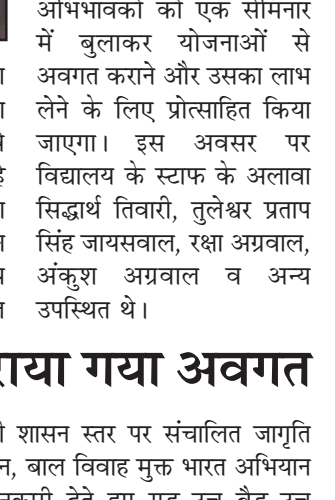 अभिभावकों को एक सेमिनार
में बुलाकर योजनाओं से
अवगत कराने और उसका लाभ
लेने के लिए प्रोत्साहित किया
जाएगा। इस अवसर पर
विद्यालय के स्टाफ के अलावा
सिद्धार्थ तिवारी, तुलेश्वर प्रताप
सिंह जायसवाल, रक्षा अग्रवाल,
अंकुश अग्रवाल व अन्य
उपस्थित थे।
गया अवगत
शासन स्तर पर संचालित जागृति
बाल विवाह मुक्त भारत अभियान